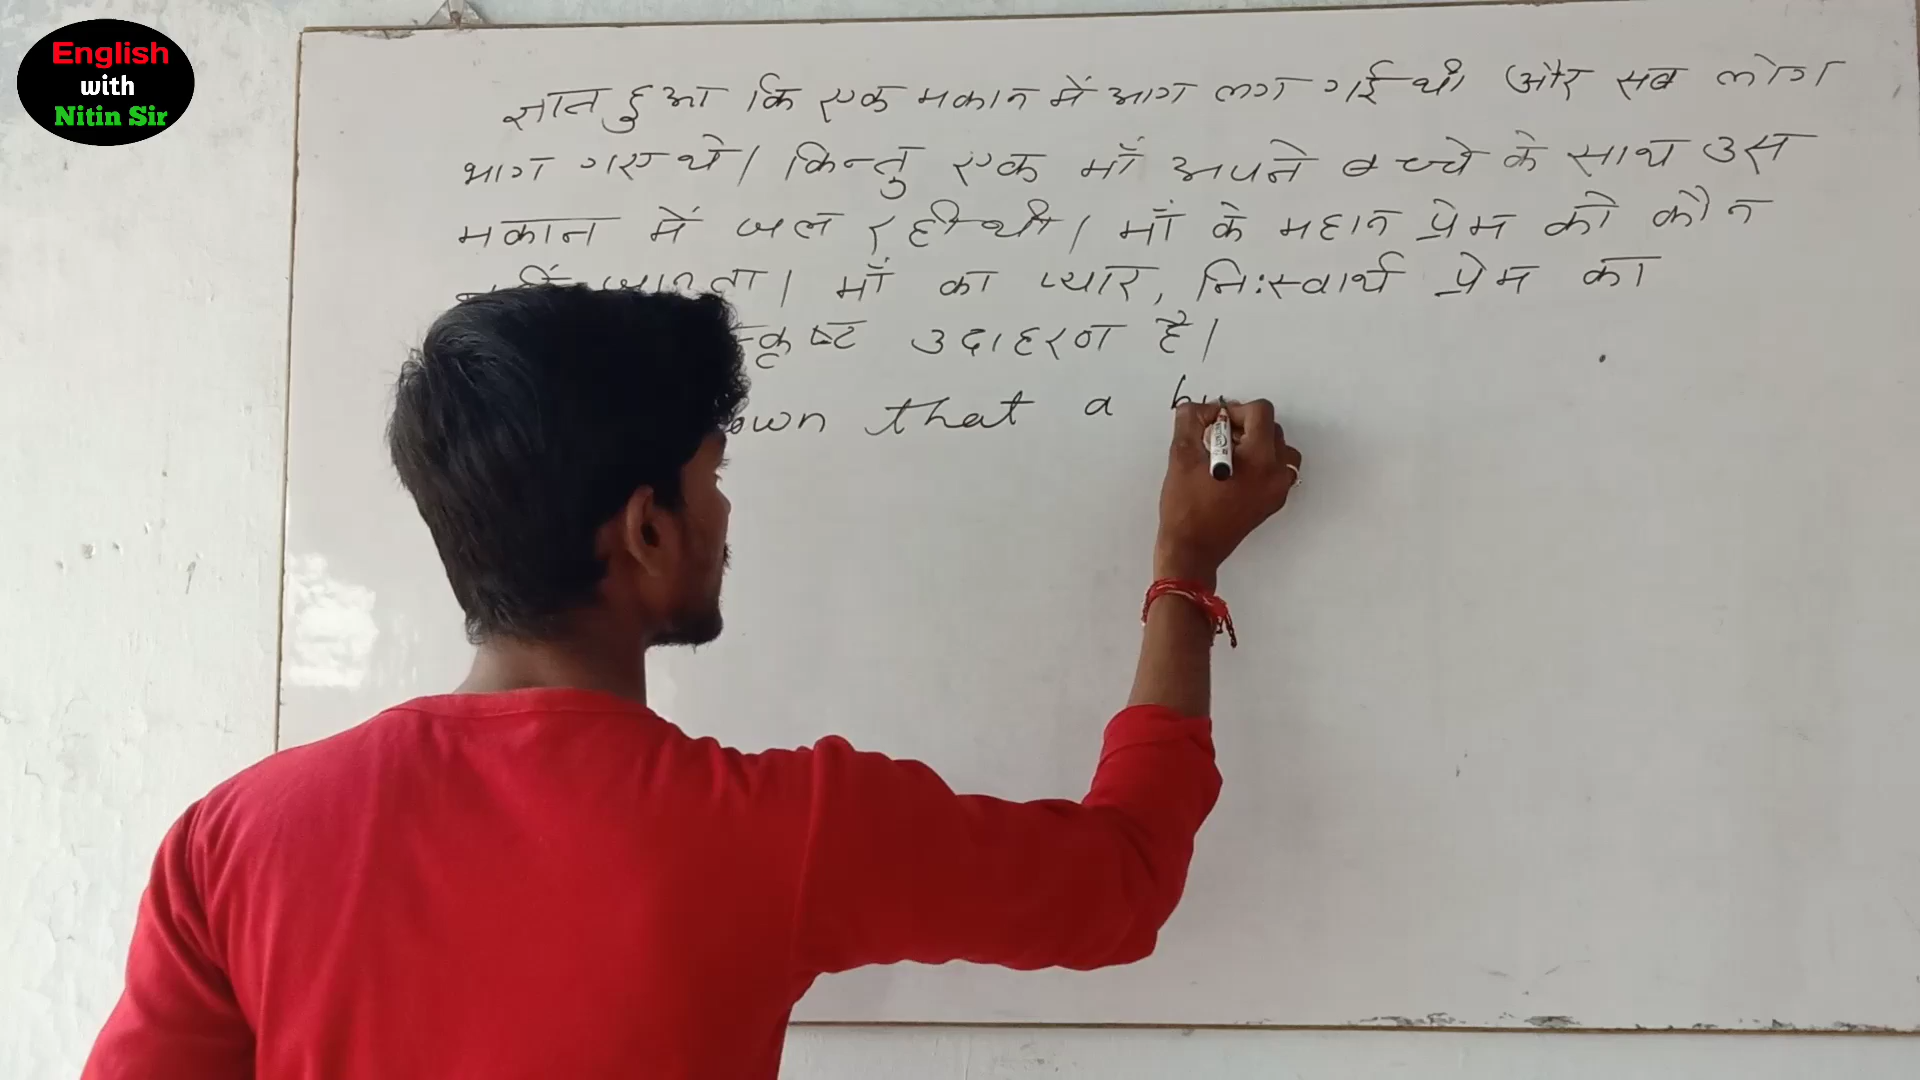 English
with
Nitin Sir
ज्ञात हुआ कि एक मकान में आग लग गई थी और सब लोग
भाग गए थे। किन्तु एक माँ अपने बच्चे के साथ उस
मकान में जल रही थी। माँ के महान प्रेम को कौन
माँ का प्यार, निःस्वार्थ प्रेम का
उदाहरण है।
that a